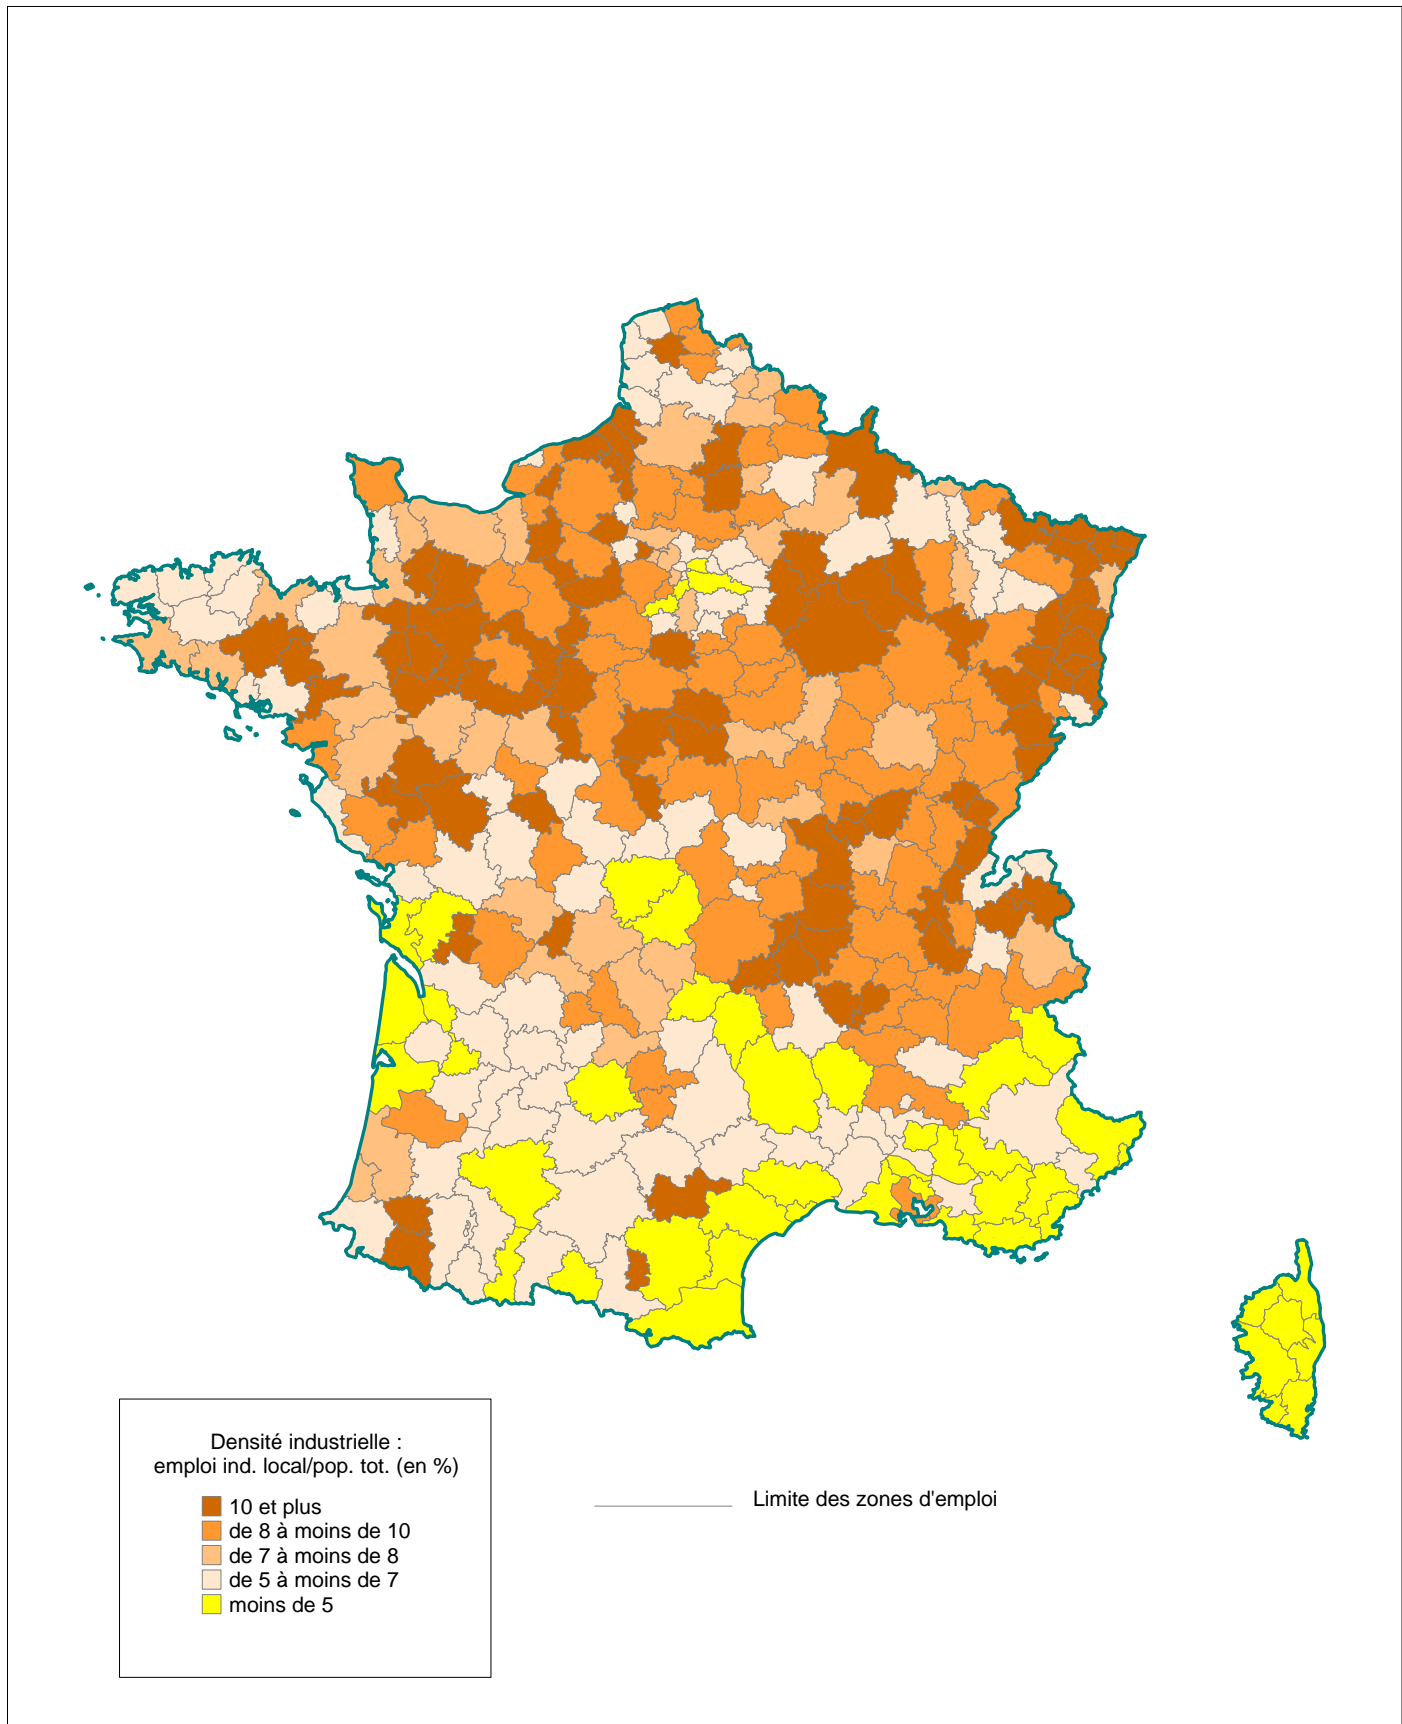 Densité industrielle :
emploi ind. local/pop. tot. (en %)
10 et plus
de 8 à moins de 10
de 7 à moins de 8
de 5 à moins de 7
moins de 5
Limite des zones d'emploi